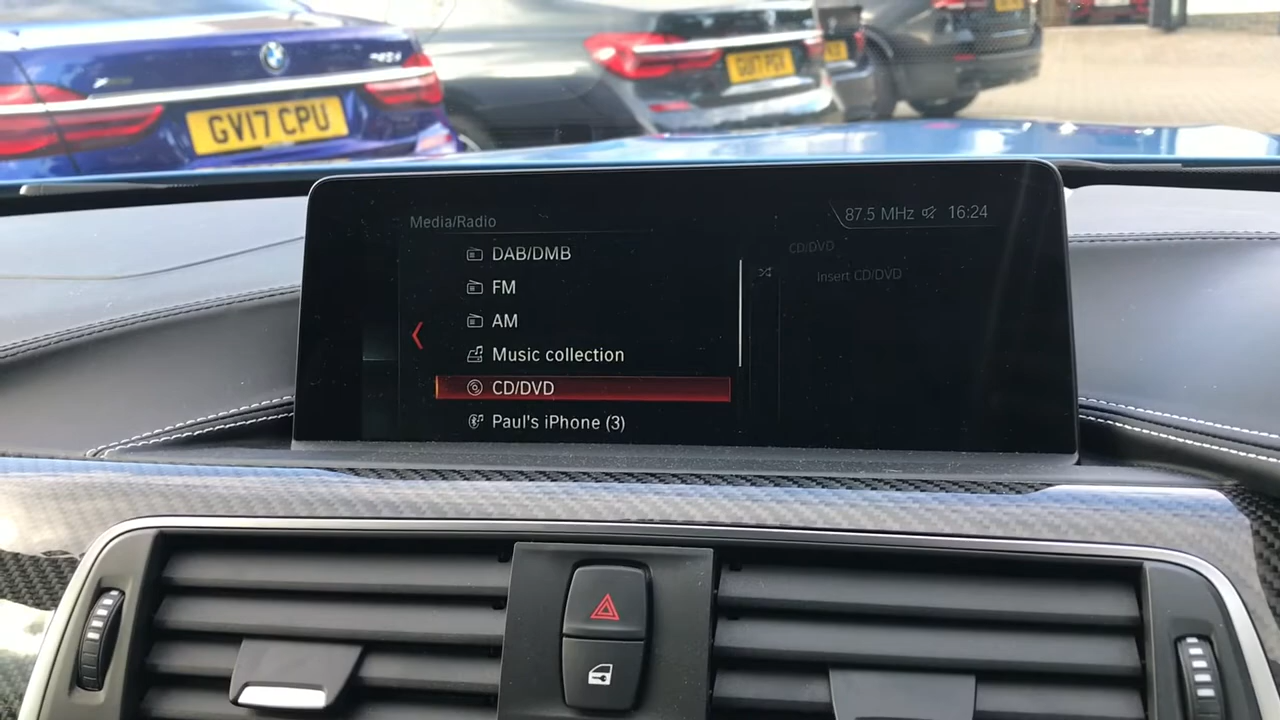 GV17 CPU
Media/Radio
87.5 MHz 16:24
DAB/DMB
FM
AM
Music collection
CD/DVD
Paul's iPhone (3)
CD/DVD
Insert CD/DVD